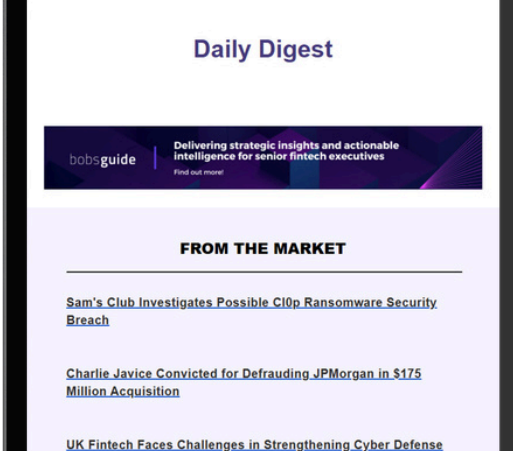 Daily Digest
bobsguide
Delivering strategic insights and actionable
intelligence for senior fintech executives
Find out more!
FROM THE MARKET
Sam's Club Investigates Possible Cl0p Ransomware Security
Breach
Charlie Javice Convicted for Defrauding JPMorgan in $175
Million Acquisition
UK Fintech Faces Challenges in Strengthening Cyber Defense